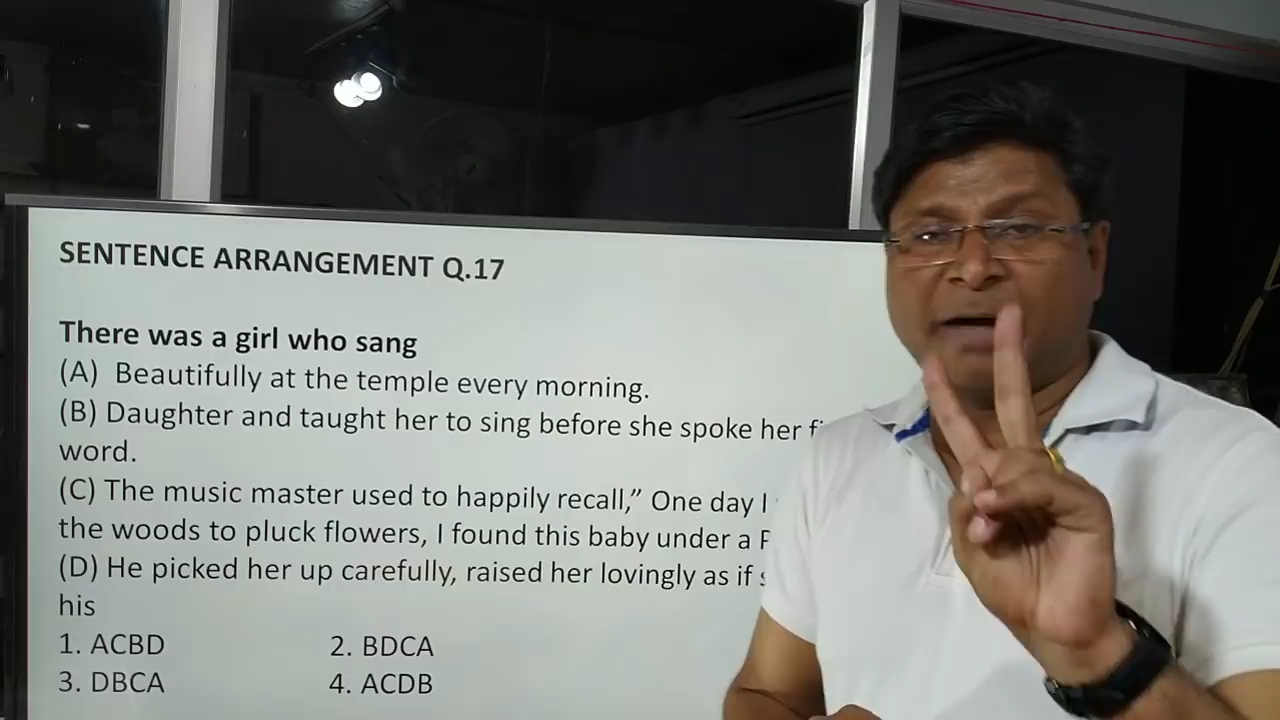 SENTENCE ARRANGEMENT Q.17
There was a girl who sang
(A) Beautifully at the temple every morning.
(B) Daughter and taught her to sing before she spoke her
word.
(C) The music master used to happily recall,” One day I
the woods to pluck flowers, I found this baby under a
(D) He picked her up carefully, raised her lovingly as if
his
1. ACBD 2. BDCA
3. DBCA 4. ACDB